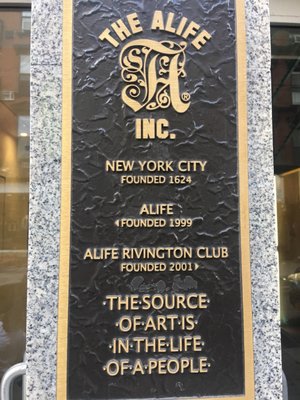 THE ALIFE
A®
INC.
NEW YORK CITY
FOUNDED 1624
ALIFE
◂FOUNDED 1999
ALIFE RIVINGTON CLUB
FOUNDED 2001▸
·THE·SOURCE·
·OF·ART·IS·
·IN·THE·LIFE·
·OF·A·PEOPLE·